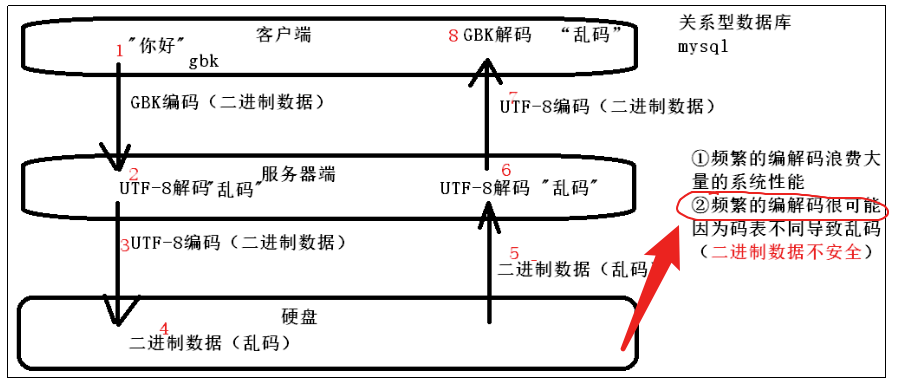 客户端
关系型数据库
mysql
1 "你好"
gbk
8 GBK解码 “乱码”
GBK编码（二进制数据）
7 UTF-8编码（二进制数据）
服务器端
2
UTF-8解码"乱码"
6
UTF-8解码 "乱码"
①频繁的编解码浪费大
量的系统性能
②频繁的编解码很可能
因为码表不同导致乱码
（二进制数据不安全）
3 UTF-8编码（二进制数据）
5
二进制数据（乱码）
硬盘
4
二进制数据（乱码）